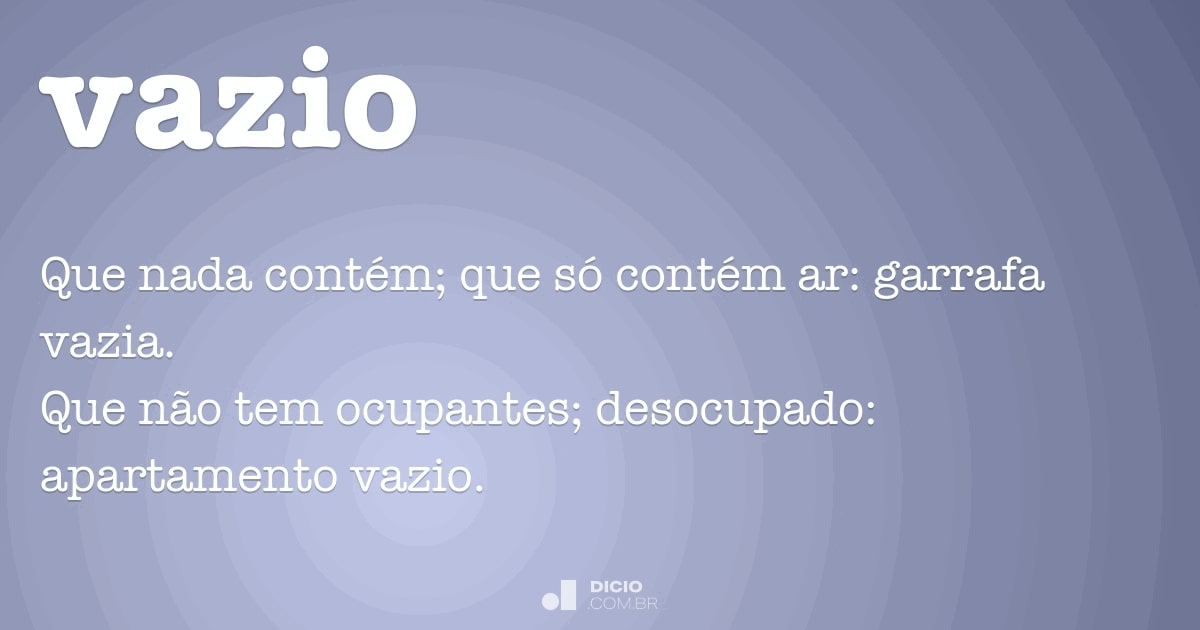 vazio
Que nada contém; que só contém ar: garrafa
vazia.
Que não tem ocupantes; desocupado:
apartamento vazio.
DICIO
.COM.BR